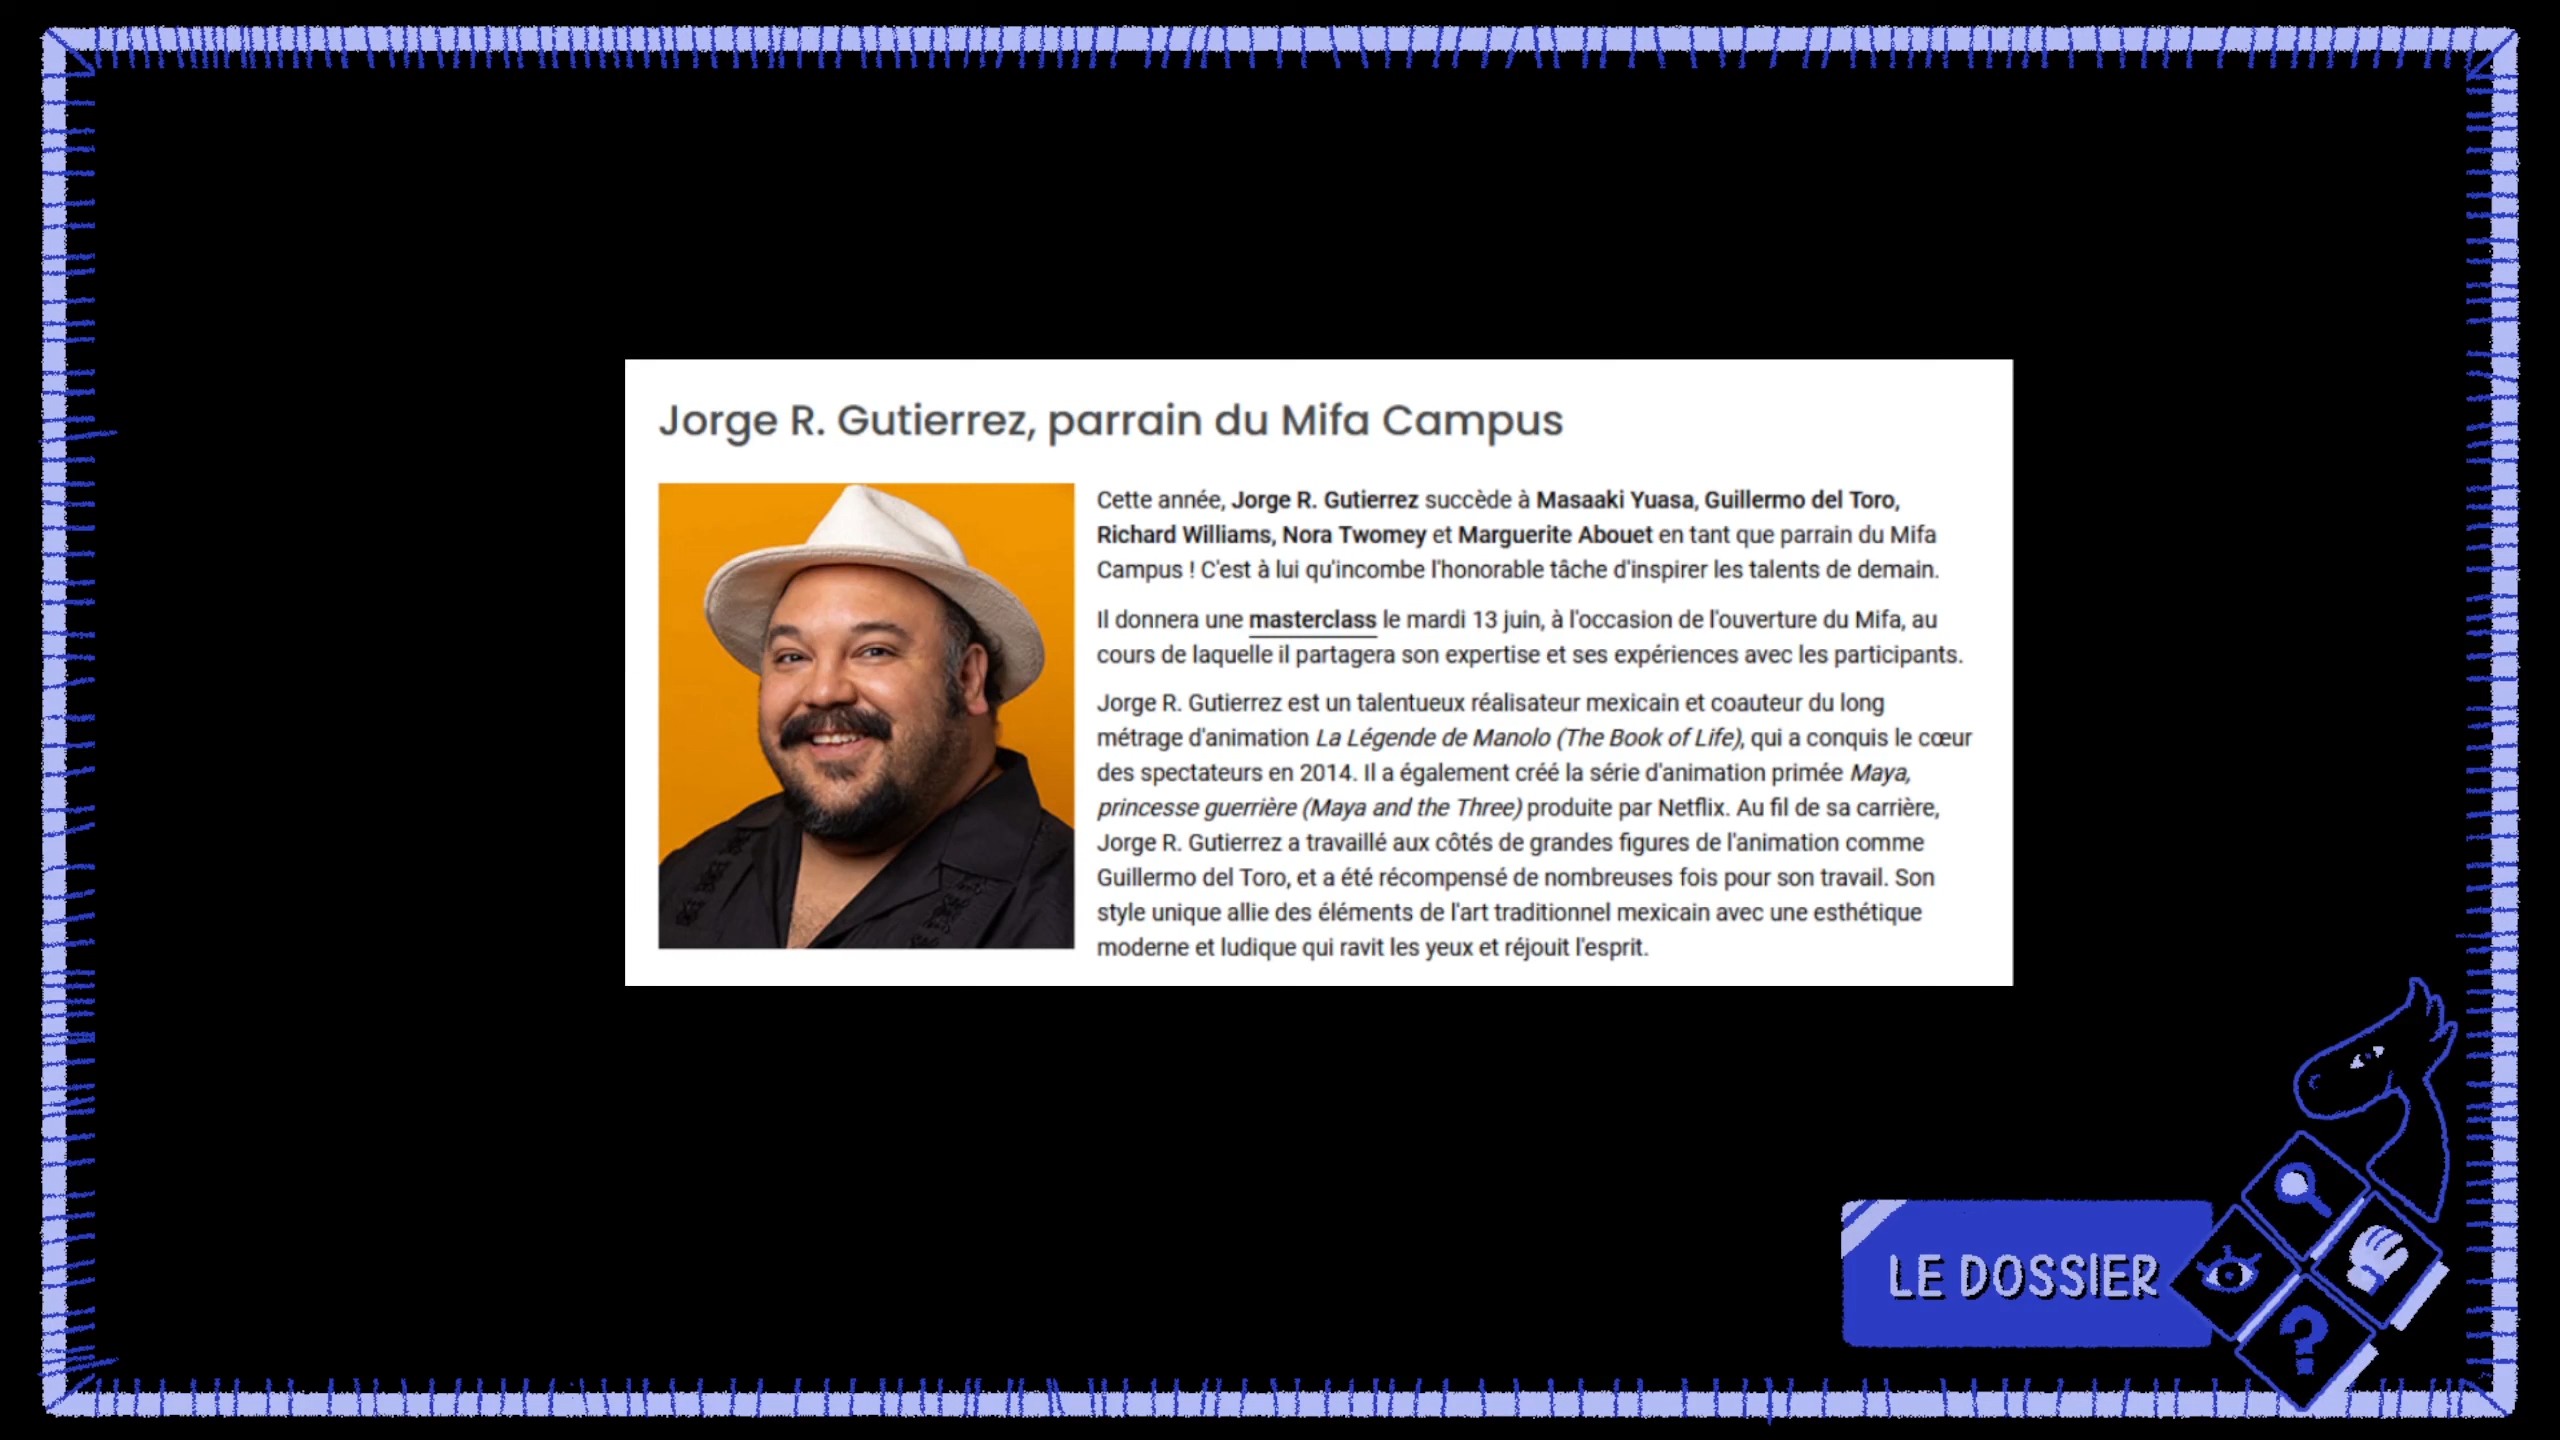 Jorge R. Gutierrez, parrain du Mifa Campus
Cette année, Jorge R. Gutierrez succède à Masaaki Yuasa, Guillermo del Toro,
Richard Williams, Nora Twomey et Marguerite Abouet en tant que parrain du Mifa
Campus ! C'est à lui qu'incombe l'honorable tâche d'inspirer les talents de demain.
Il donnera une masterclass le mardi 13 juin, à l'occasion de l'ouverture du Mifa, au
cours de laquelle il partagera son expertise et ses expériences avec les participants.
Jorge R. Gutierrez est un talentueux réalisateur mexicain et coauteur du long
métrage d'animation La Légende de Manolo (The Book of Life), qui a conquis le cœur
des spectateurs en 2014. Il a également créé la série d'animation primée Maya,
princesse guerrière (Maya and the Three) produite par Netflix. Au fil de sa carrière,
Jorge R. Gutierrez a travaillé aux côtés de grandes figures de l'animation comme
Guillermo del Toro, et a été récompensé de nombreuses fois pour son travail. Son
style unique allie des éléments de l'art traditionnel mexicain avec une esthétique
moderne et ludique qui ravit les yeux et réjouit l'esprit.
LE DOSSIER
?